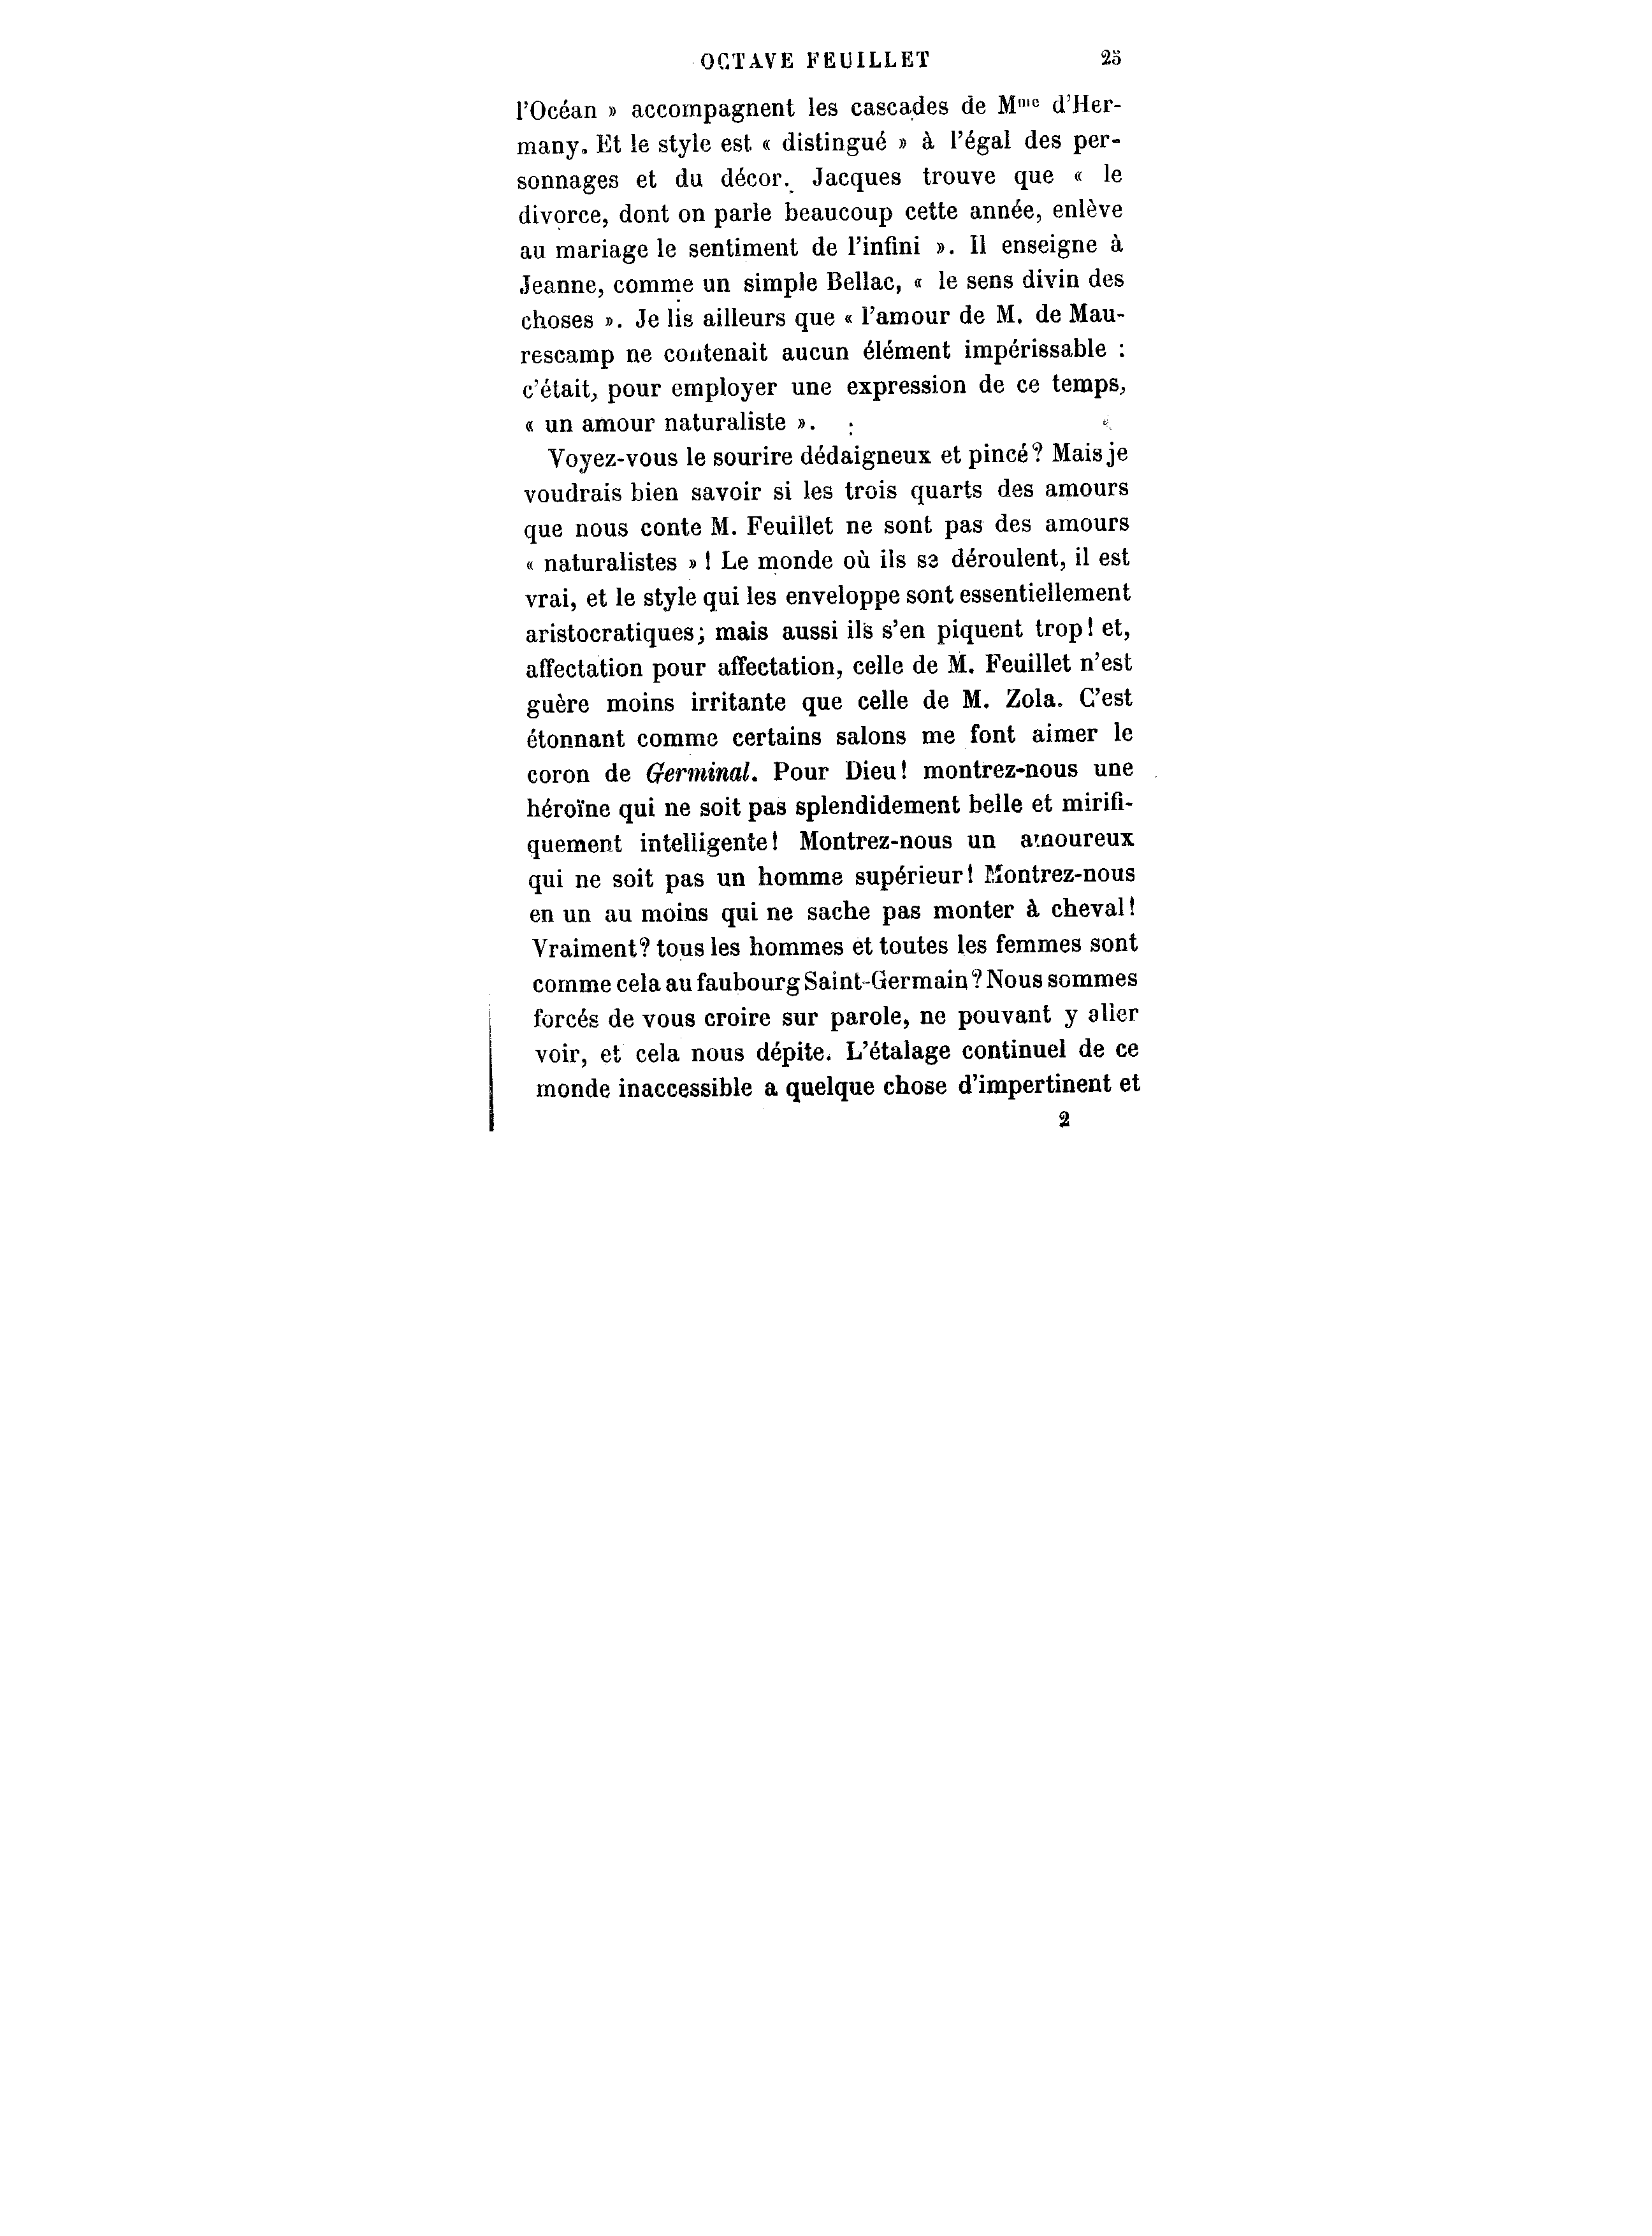 OCTAVE FEUILLET 25
l'Océan » accompagnent les cascades de Mme d'Her-
many. Et le style est « distingué » à l'égal des per-
sonnages et du décor. Jacques trouve que « le
divorce, dont on parle beaucoup cette année, enlève
au mariage le sentiment de l'infini ». Il enseigne à
Jeanne, comme un simple Bellac, « le sens divin des
choses ». Je lis ailleurs que « l'amour de M. de Mau-
rescamp ne contenait aucun élément impérissable :
c'était, pour employer une expression de ce temps,
« un amour naturaliste ».
Voyez-vous le sourire dédaigneux et pincé? Mais je
voudrais bien savoir si les trois quarts des amours
que nous conte M. Feuillet ne sont pas des amours
« naturalistes » ! Le monde où ils se déroulent, il est
vrai, et le style qui les enveloppe sont essentiellement
aristocratiques; mais aussi ils s'en piquent trop! et,
affectation pour affectation, celle de M. Feuillet n'est
guère moins irritante que celle de M. Zola. C'est
étonnant comme certains salons me font aimer le
coron de Germinal. Pour Dieu! montrez-nous une
héroïne qui ne soit pas splendidement belle et mirifi-
quement intelligente! Montrez-nous un amoureux
qui ne soit pas un homme supérieur! Montrez-nous
en un au moins qui ne sache pas monter à cheval!
Vraiment? tous les hommes et toutes les femmes sont
comme cela au faubourg Saint-Germain? Nous sommes
forcés de vous croire sur parole, ne pouvant y aller
voir, et cela nous dépite. L'étalage continuel de ce
monde inaccessible a quelque chose d'impertinent et
2